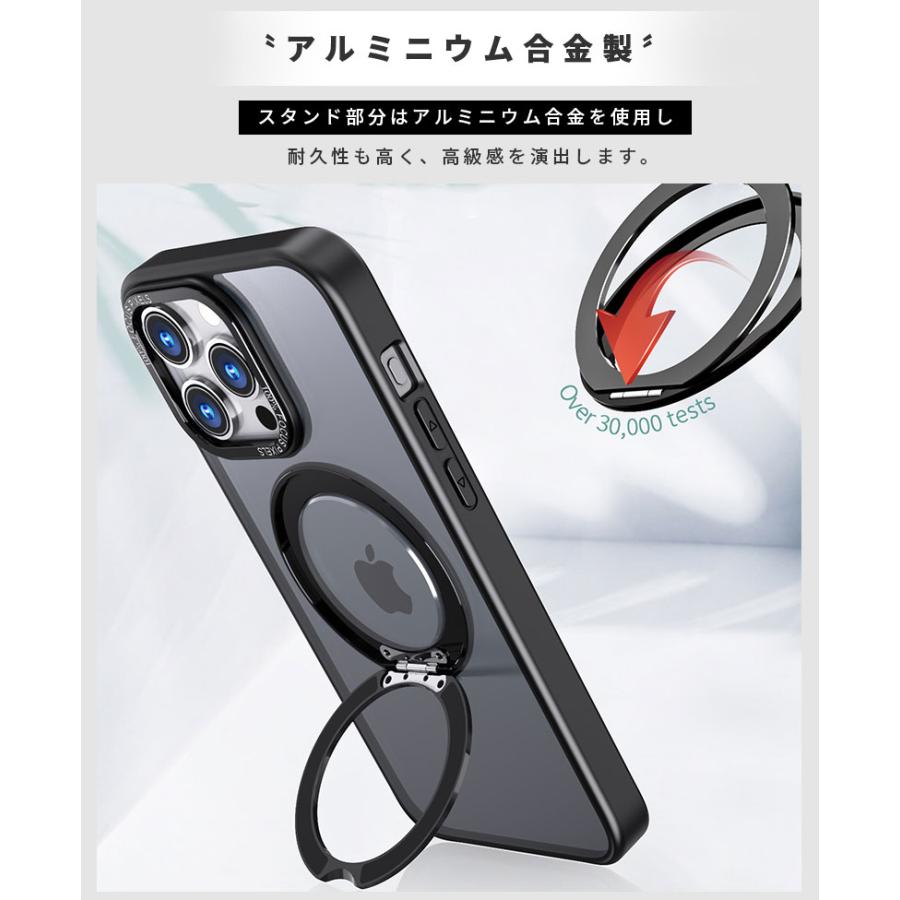 〝アルミニウム合金製〞
スタンド部分はアルミニウム合金を使用し
耐久性も高く、高級感を演出します。
Over 30,000 tests
FOCUS PIXELS